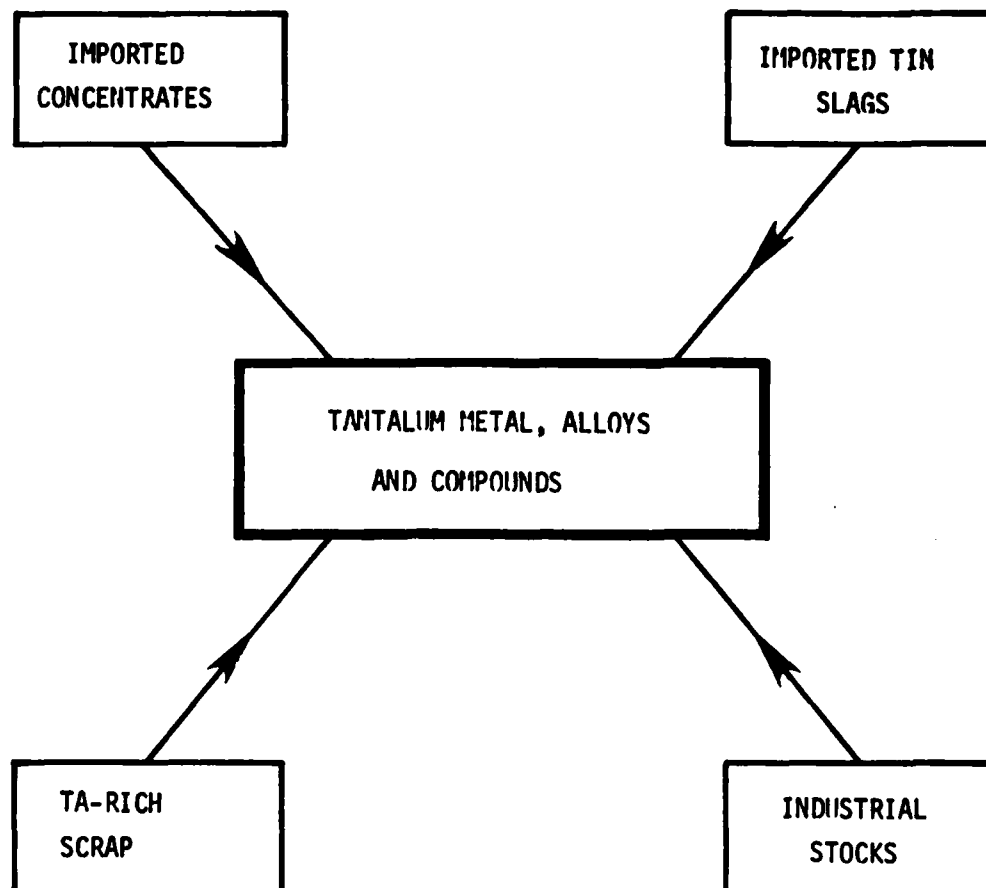 IMPORTED
CONCENTRATES
IMPORTED TIN
SLAGS
TANTALUM METAL, ALLOYS
AND COMPOUNDS
TA-RICH
SCRAP
INDUSTRIAL
STOCKS